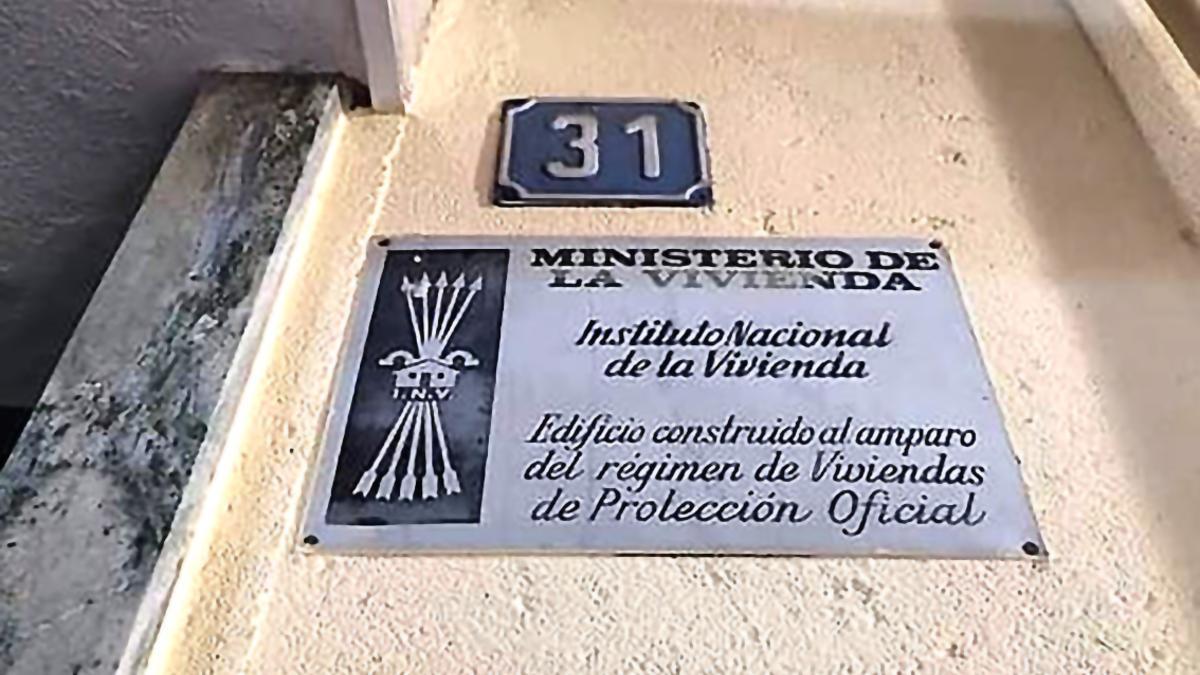 31
MINISTERIO DE
LA VIVIENDA
I.N.V.
Instituto Nacional
de la Vivienda
Edificio construido al amparo
del régimen de Viviendas
de Protección Oficial